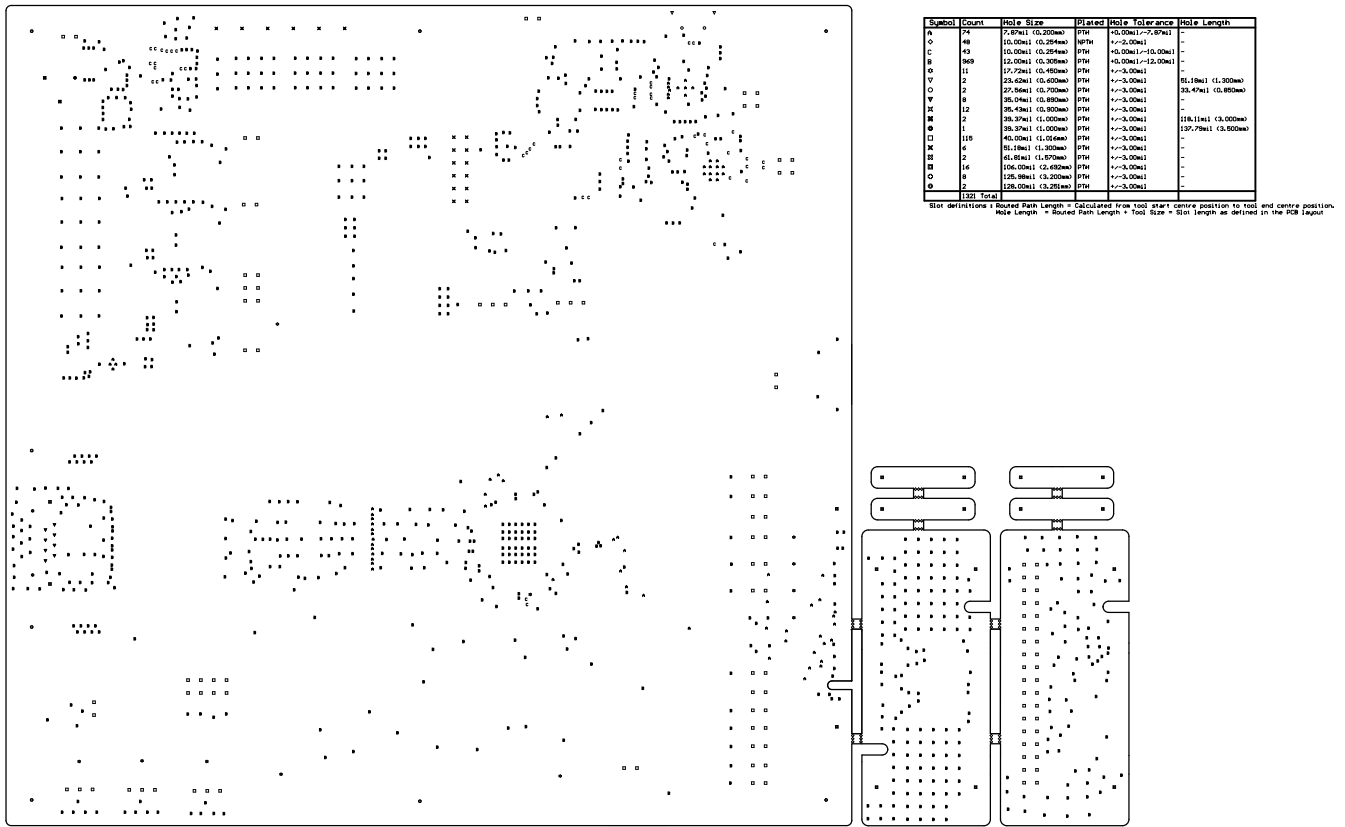 Symbol Count Hole Size Plated Hole Tolerance Hole Length
74 7.87mil (0.200mm) PTH +0.00mil/-7.87mil -
48 10.00mil (0.254mm) NPTH +/-2.00mil -
C 43 10.00mil (0.254mm) PTH +0.00mil/-10.00mil -
B 969 12.00mil (0.305mm) PTH +0.00mil/-12.00mil -
11 17.72mil (0.450mm) PTH +/-3.00mil -
2 23.62mil (0.600mm) PTH +/-3.00mil 51.18mil (1.300mm)
2 27.56mil (0.700mm) PTH +/-3.00mil 33.47mil (0.850mm)
8 35.04mil (0.890mm) PTH +/-3.00mil -
12 35.43mil (0.900mm) PTH +/-3.00mil -
2 39.37mil (1.000mm) PTH +/-3.00mil 118.11mil (3.000mm)
1 39.37mil (1.000mm) PTH +/-3.00mil 137.79mil (3.500mm)
115 40.00mil (1.016mm) PTH +/-3.00mil -
6 51.18mil (1.300mm) PTH +/-3.00mil -
2 61.81mil (1.570mm) PTH +/-3.00mil -
16 106.00mil (2.692mm) PTH +/-3.00mil -
8 125.98mil (3.200mm) PTH +/-3.00mil -
2 128.00mil (3.251mm) PTH +/-3.00mil -
1321 Total
Slot definitions : Routed Path Length = Calculated from tool start centre position to tool end centre position.
Hole Length = Routed Path Length + Tool Size = Slot length as defined in the PCB layout